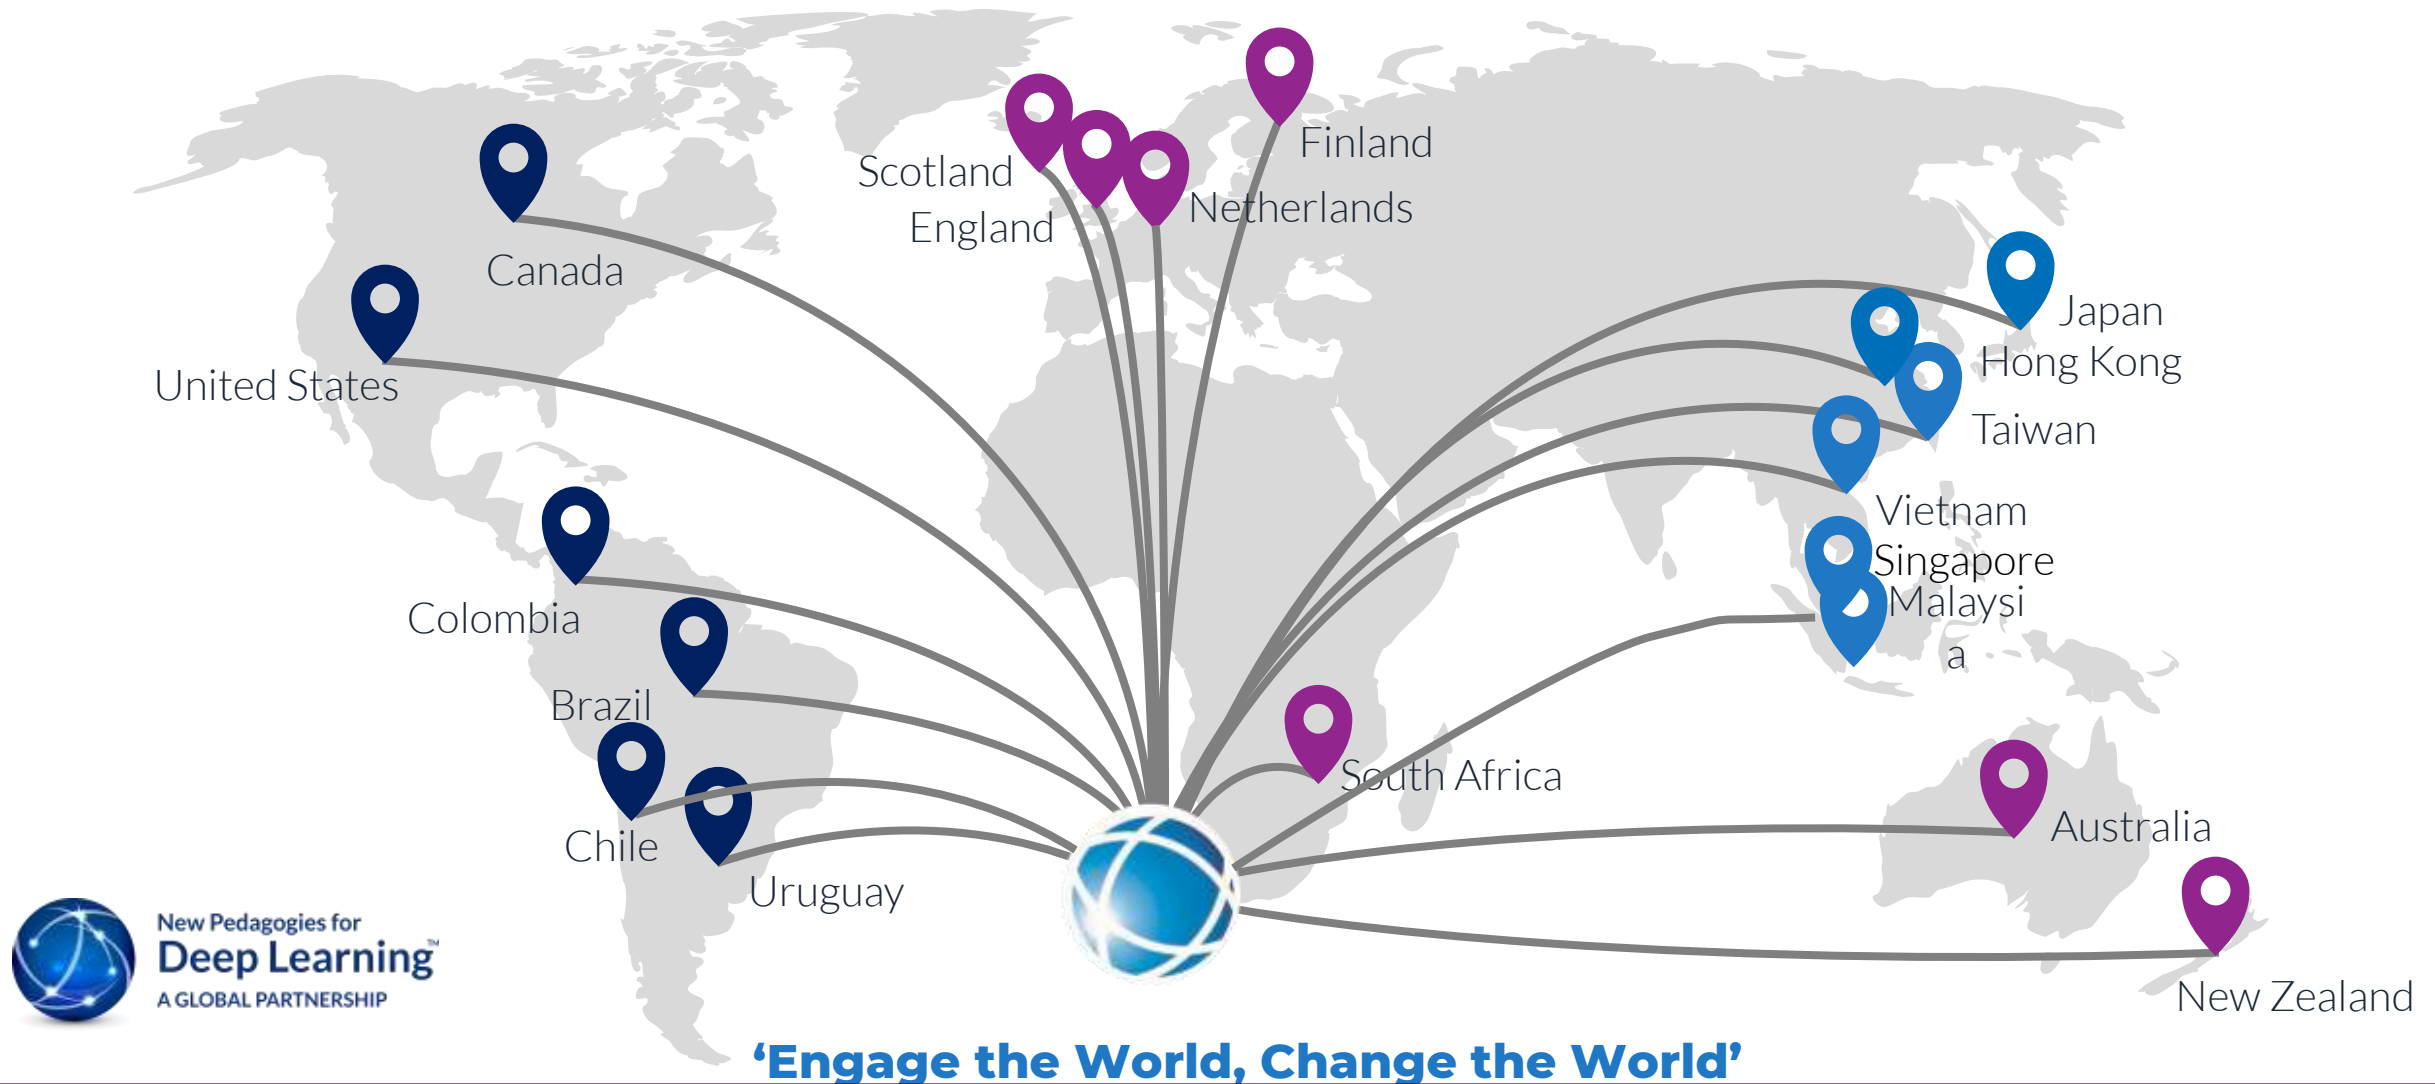 Finland
Scotland
Netherlands
England
Canada
Japan
United States
Hong Kong
Taiwan
Vietnam
Singapore
Malaysi
a
Colombia
Brazil
South Africa
Chile
Australia
Uruguay
New Pedagogies for
Deep Learning™
A GLOBAL PARTNERSHIP
New Zealand
‘Engage the World, Change the World’